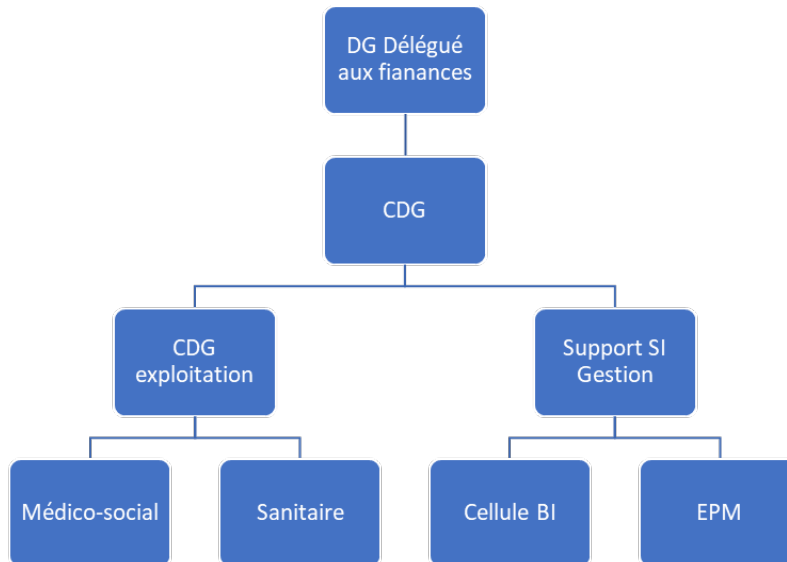 DG Délégué
aux fianances
CDG
CDG
exploitation
Support SI
Gestion
Médico-social
Sanitaire
Cellule BI
EPM